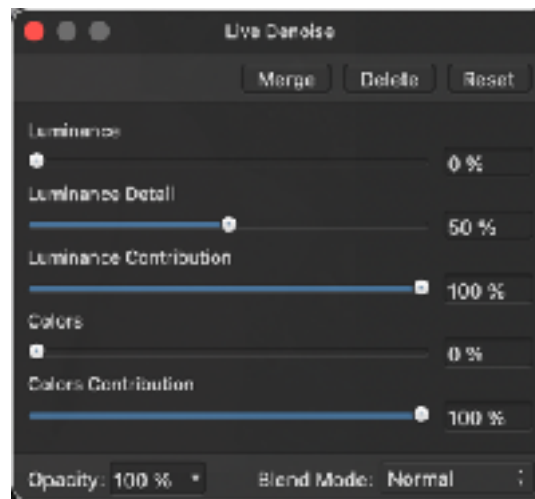 Live Denoise
Merge Delete Reset
Luminance
0 %
Luminance Detail
50 %
Luminance Contribution
100 %
Colors
0 %
Colors Contribution
100 %
Opacity: 100 % Blend Mode: Normal